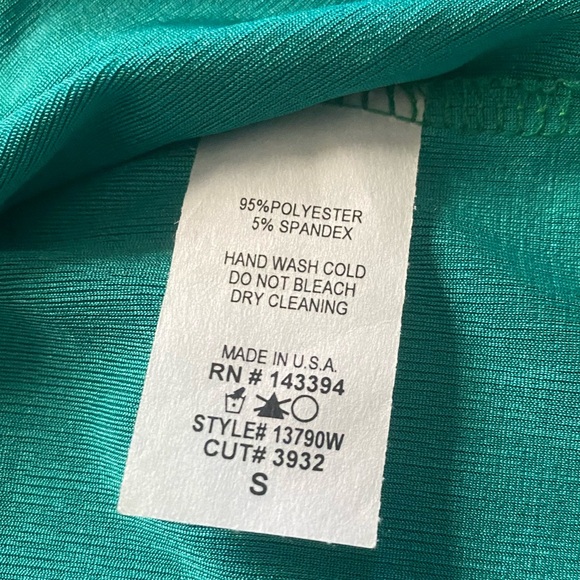 95%POLYESTER
5% SPANDEX
HAND WASH COLD
DO NOT BLEACH
DRY CLEANING
MADE IN U.S.A.
RN # 143394
STYLE# 13790W
CUT# 3932
S